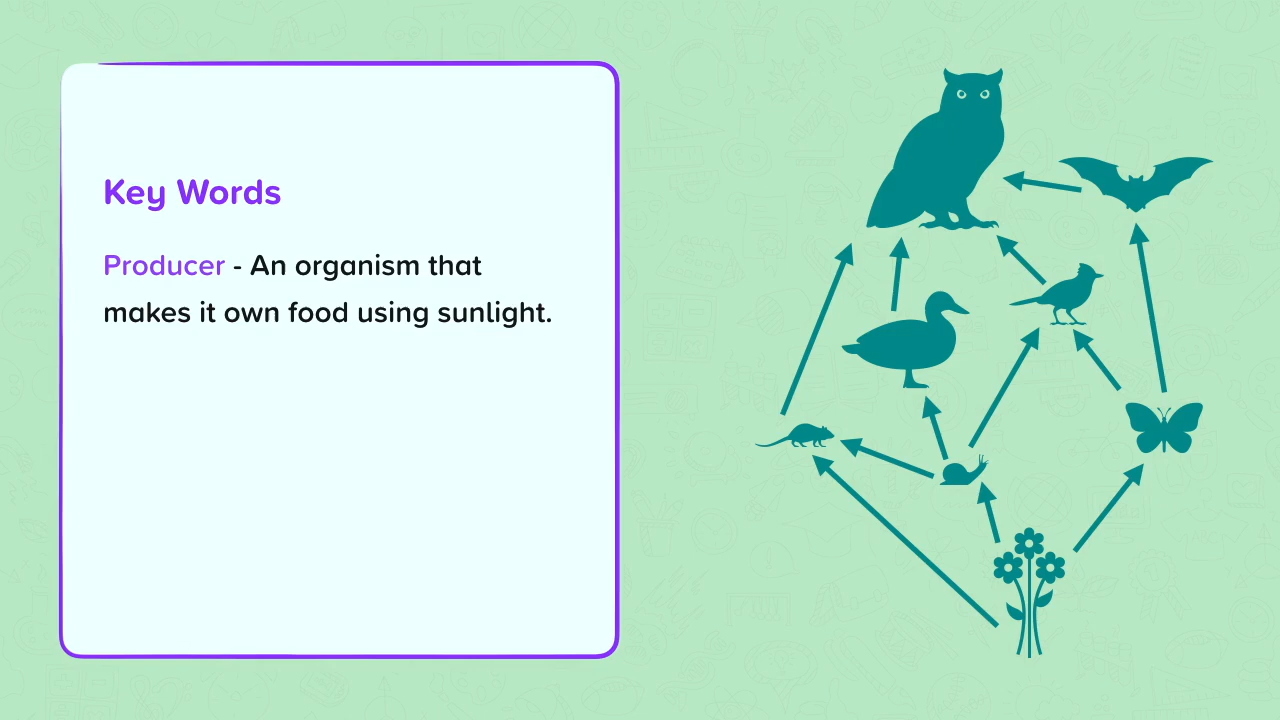 Key Words
Producer - An organism that
makes it own food using sunlight.